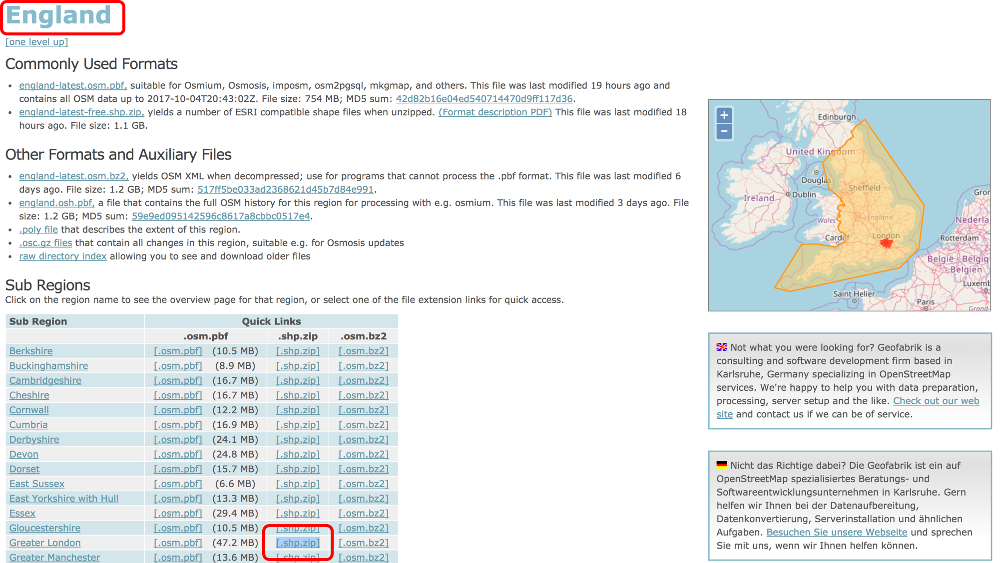 England
[one level up]
Commonly Used Formats
• england-latest.osm.pbf, suitable for Osmium, Osmosis, imposm, osm2pgsql, mkgmap, and others. This file was last modified 19 hours ago and
contains all OSM data up to 2017-10-04T20:43:02Z. File size: 754 MB; MD5 sum: 42d82b16e04ed540714470d9ff117d36.
• england-latest-free.shp.zip, yields a number of ESRI compatible shape files when unzipped. (Format description PDF) This file was last modified 18
hours ago. File size: 1.1 GB.
Other Formats and Auxiliary Files
• england-latest.osm.bz2, yields OSM XML when decompressed; use for programs that cannot process the .pbf format. This file was last modified 6
days ago. File size: 1.2 GB; MD5 sum: 517ff5be033ad2368621d45b7d84e991.
• england.osh.pbf, a file that contains the full OSM history for this region for processing with e.g. osmium. This file was last modified 3 days ago. File
size: 1.2 GB; MD5 sum: 59e9ed095142596c8617a8cbbc0517e4.
• .poly file that describes the extent of this region.
• .osc.gz files that contain all changes in this region, suitable e.g. for Osmosis updates
• raw directory index allowing you to see and download older files
Sub Regions
Click on the region name to see the overview page for that region, or select one of the file extension links for quick access.
Sub Region Quick Links
.osm.pbf .shp.zip .osm.bz2
Berkshire [.osm.pbf] (10.5 MB) [.shp.zip] [.osm.bz2]
Buckinghamshire [.osm.pbf] (8.9 MB) [.shp.zip] [.osm.bz2]
Cambridgeshire [.osm.pbf] (16.7 MB) [.shp.zip] [.osm.bz2]
Cheshire [.osm.pbf] (16.7 MB) [.shp.zip] [.osm.bz2]
Cornwall [.osm.pbf] (12.2 MB) [.shp.zip] [.osm.bz2]
Cumbria [.osm.pbf] (16.9 MB) [.shp.zip] [.osm.bz2]
Derbyshire [.osm.pbf] (24.1 MB) [.shp.zip] [.osm.bz2]
Devon [.osm.pbf] (24.8 MB) [.shp.zip] [.osm.bz2]
Dorset [.osm.pbf] (15.7 MB) [.shp.zip] [.osm.bz2]
East Sussex [.osm.pbf] (6.6 MB) [.shp.zip] [.osm.bz2]
East Yorkshire with Hull [.osm.pbf] (13.3 MB) [.shp.zip] [.osm.bz2]
Essex [.osm.pbf] (29.4 MB) [.shp.zip] [.osm.bz2]
Gloucestershire [.osm.pbf] (10.5 MB) [.shp.zip] [.osm.bz2]
Greater London [.osm.pbf] (47.2 MB) [.shp.zip] [.osm.bz2]
Greater Manchester [.osm.pbf] (13.6 MB) [.shp.zip] [.osm.bz2]
+
−
Edinburgh
United Kingdom
Douglas
Sheffield
Dublin
Ireland
Gron
England
Wales
Nederla
London
Cardiff
Rotterdam
België - Belgiq
- Belgien
Luxemb
Saint Helier
Paris
Grand-
Not what you were looking for? Geofabrik is a
consulting and software development firm based in
Karlsruhe, Germany specializing in OpenStreetMap
services. We're happy to help you with data preparation,
processing, server setup and the like. Check out our web
site and contact us if we can be of service.
Nicht das Richtige dabei? Die Geofabrik ist ein auf
OpenStreetMap spezialisiertes Beratungs- und
Softwareentwicklungsunternehmen in Karlsruhe. Gern
helfen wir Ihnen bei der Datenaufbereitung,
Datenkonvertierung, Serverinstallation und ähnlichen
Aufgaben. Besuchen Sie unsere Webseite und sprechen
Sie mit uns, wenn wir Ihnen helfen können.